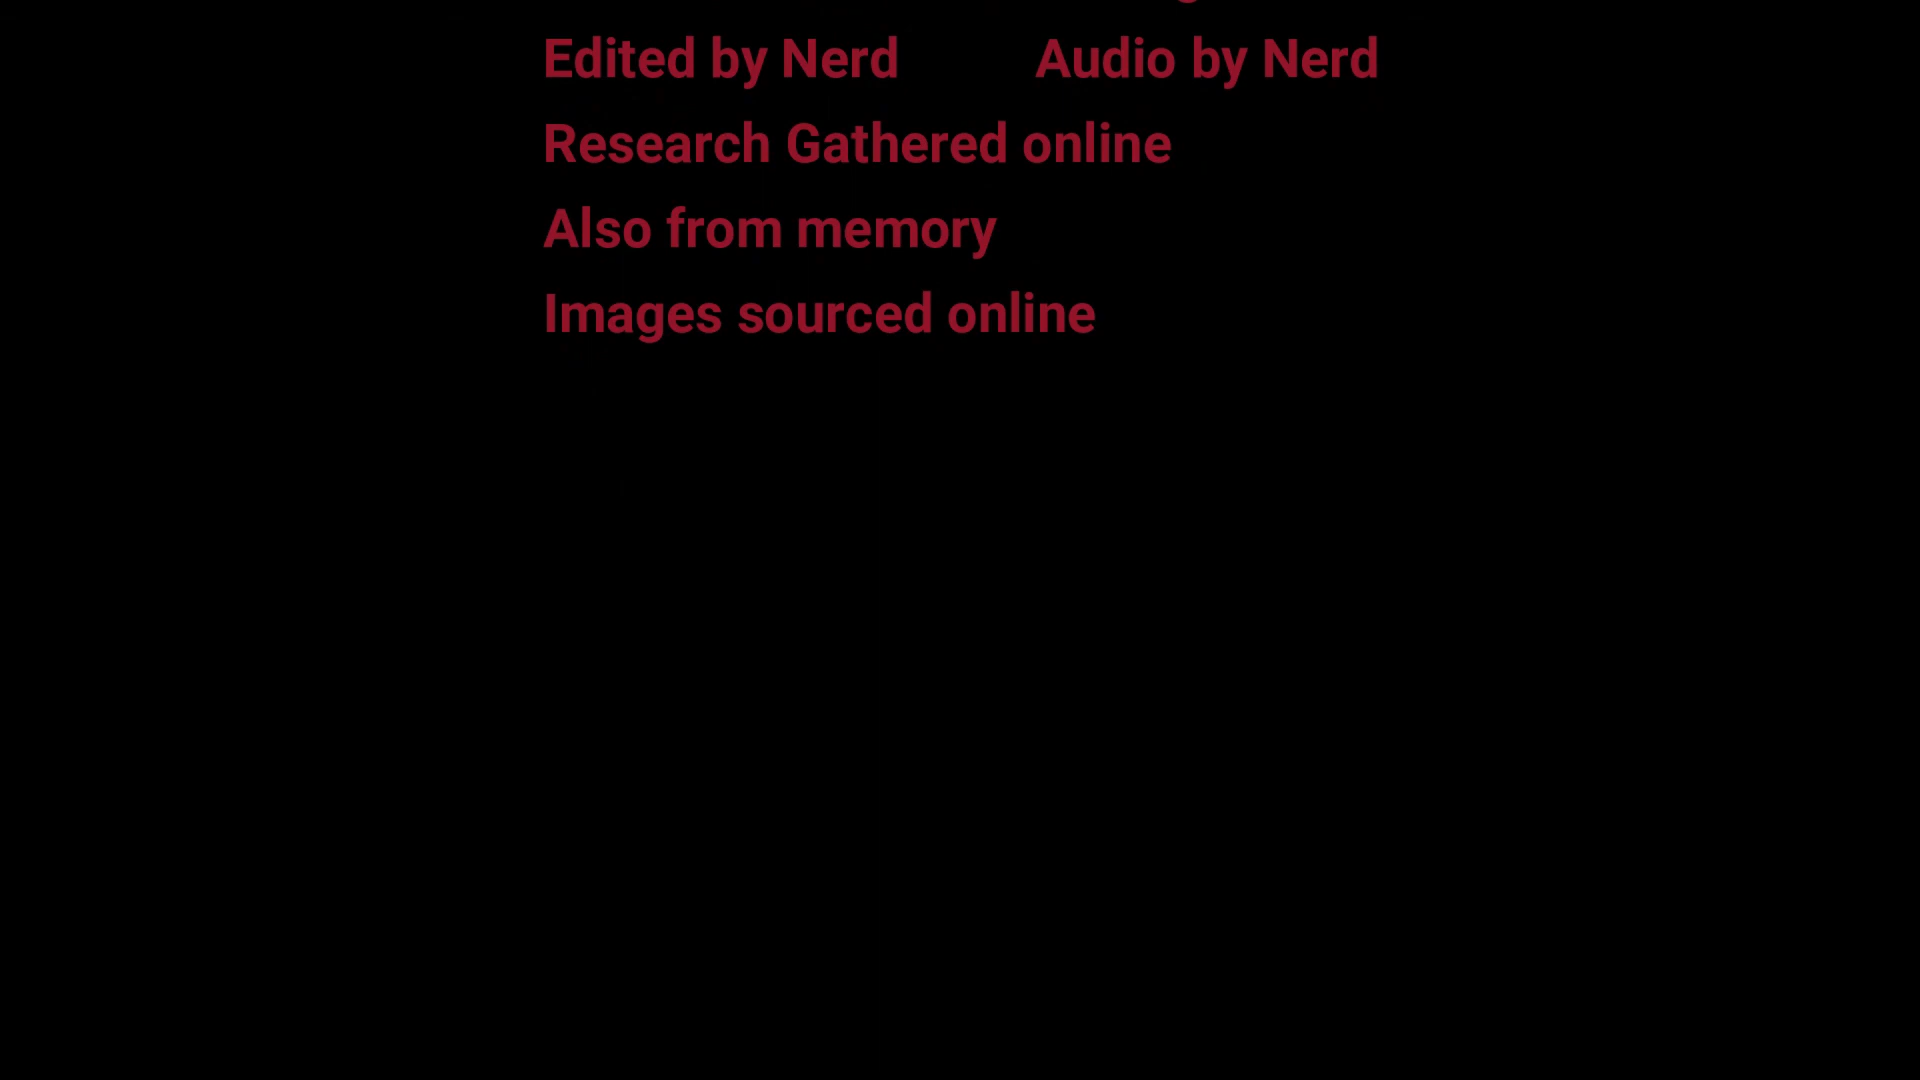 Edited by Nerd Audio by Nerd
Research Gathered online
Also from memory
Images sourced online